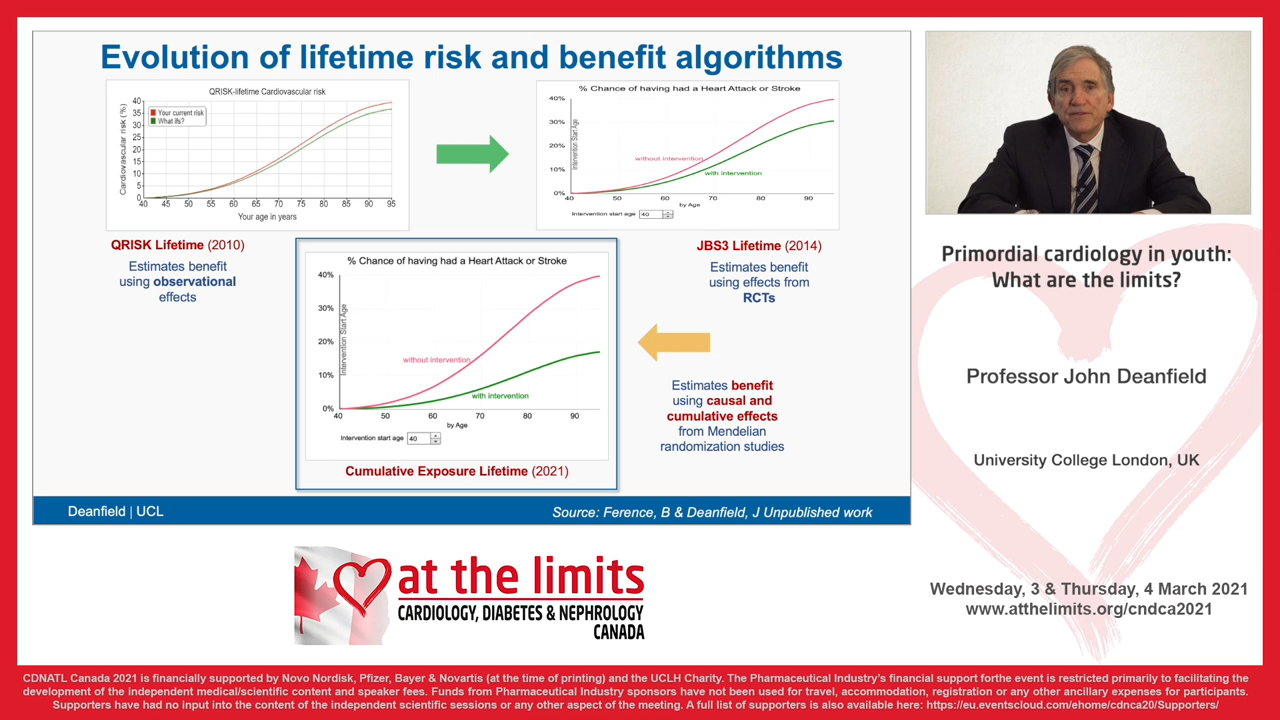 Evolution of lifetime risk and benefit algorithms
QRISK-lifetime Cardiovascular risk
Cardiovascular risk (%)
40
35
30
25
20
15
10
5
0
Your current risk
What ifs?
40 45 50 55 60 65 70 75 80 85 90 95
Your age in years
QRISK Lifetime (2010)
Estimates benefit
using observational
effects
% Chance of having had a Heart Attack or Stroke
Intervention Start Age
40%
30%
20%
10%
0%
without intervention
with intervention
40 50 60 70 80 90
by Age
Intervention start age 40
JBS3 Lifetime (2014)
Estimates benefit
using effects from
RCTs
% Chance of having had a Heart Attack or Stroke
Intervention Start Age
40%
30%
20%
10%
0%
without intervention
with intervention
40 50 60 70 80 90
by Age
Intervention start age 40
Cumulative Exposure Lifetime (2021)
Estimates benefit
using causal and
cumulative effects
from Mendelian
randomization studies
Deanfield | UCL
Source: Ference, B & Deanfield, J Unpublished work
Primordial cardiology in youth:
What are the limits?
Professor John Deanfield
University College London, UK
Wednesday, 3 & Thursday, 4 March 2021
www.atthelimits.org/cndca2021
at the limits
CARDIOLOGY, DIABETES & NEPHROLOGY
CANADA
CDNATL Canada 2021 is financially supported by Novo Nordisk, Pfizer, Bayer & Novartis (at the time of printing) and the UCLH Charity. The Pharmaceutical Industry's financial support forthe event is restricted primarily to facilitating the
development of the independent medical/scientific content and speaker fees. Funds from Pharmaceutical Industry sponsors have not been used for travel, accommodation, registration or any other ancillary expenses for participants.
Supporters have had no input into the content of the independent scientific sessions or any other aspect of the meeting. A full list of supporters is also available here: https://eu.eventscloud.com/ehome/cdnca20/Supporters/